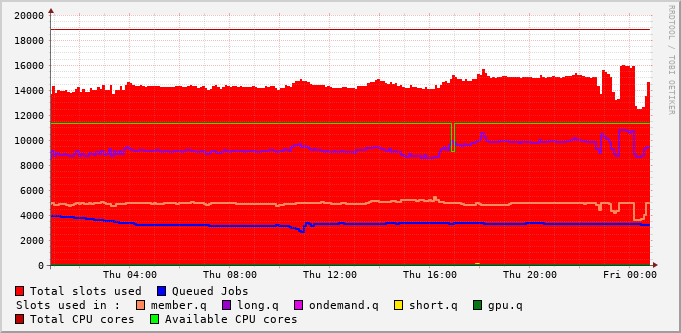 20000
18000
16000
14000
12000
10000
8000
6000
4000
2000
0
Thu 04:00 Thu 08:00 Thu 12:00 Thu 16:00 Thu 20:00 Fri 00:00
Total slots used Queued Jobs
Slots used in : member.q long.q ondemand.q short.q gpu.q
Total CPU cores Available CPU cores
RRDTOOL / TOBI OETIKER